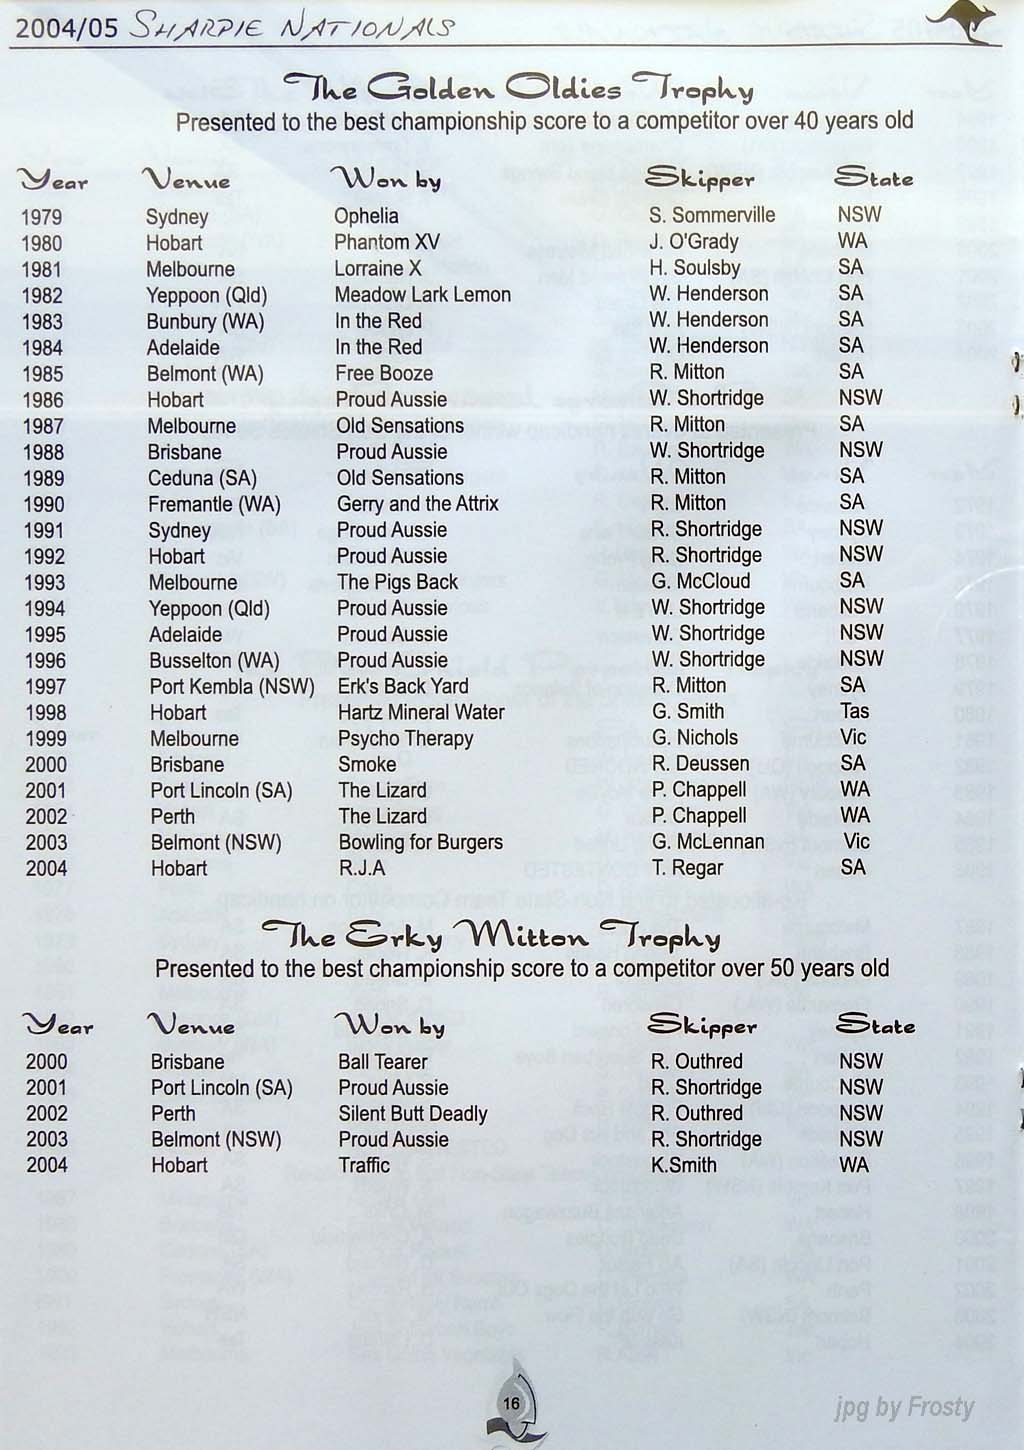 2004/05 SHARPIE NATIONALS
The Golden Oldies Trophy
Presented to the best championship score to a competitor over 40 years old
Year Venue Won by Skipper State
1979 Sydney Ophelia S. Sommerville NSW
1980 Hobart Phantom XV J. O'Grady WA
1981 Melbourne Lorraine X H. Soulsby SA
1982 Yeppoon (Qld) Meadow Lark Lemon W. Henderson SA
1983 Bunbury (WA) In the Red W. Henderson SA
1984 Adelaide In the Red W. Henderson SA
1985 Belmont (WA) Free Booze R. Mitton SA
1986 Hobart Proud Aussie W. Shortridge NSW
1987 Melbourne Old Sensations R. Mitton SA
1988 Brisbane Proud Aussie W. Shortridge NSW
1989 Ceduna (SA) Old Sensations R. Mitton SA
1990 Fremantle (WA) Gerry and the Attrix R. Mitton SA
1991 Sydney Proud Aussie R. Shortridge NSW
1992 Hobart Proud Aussie R. Shortridge NSW
1993 Melbourne The Pigs Back G. McCloud SA
1994 Yeppoon (Qld) Proud Aussie W. Shortridge NSW
1995 Adelaide Proud Aussie W. Shortridge NSW
1996 Busselton (WA) Proud Aussie W. Shortridge NSW
1997 Port Kembla (NSW) Erk's Back Yard R. Mitton SA
1998 Hobart Hartz Mineral Water G. Smith Tas
1999 Melbourne Psycho Therapy G. Nichols Vic
2000 Brisbane Smoke R. Deussen SA
2001 Port Lincoln (SA) The Lizard P. Chappell WA
2002 Perth The Lizard P. Chappell WA
2003 Belmont (NSW) Bowling for Burgers G. McLennan Vic
2004 Hobart R.J.A T. Regar SA
The Erky Mitton Trophy
Presented to the best championship score to a competitor over 50 years old
Year Venue Won by Skipper State
2000 Brisbane Ball Tearer R. Outhred NSW
2001 Port Lincoln (SA) Proud Aussie R. Shortridge NSW
2002 Perth Silent Butt Deadly R. Outhred NSW
2003 Belmont (NSW) Proud Aussie R. Shortridge NSW
2004 Hobart Traffic K.Smith WA
16
jpg by Frosty